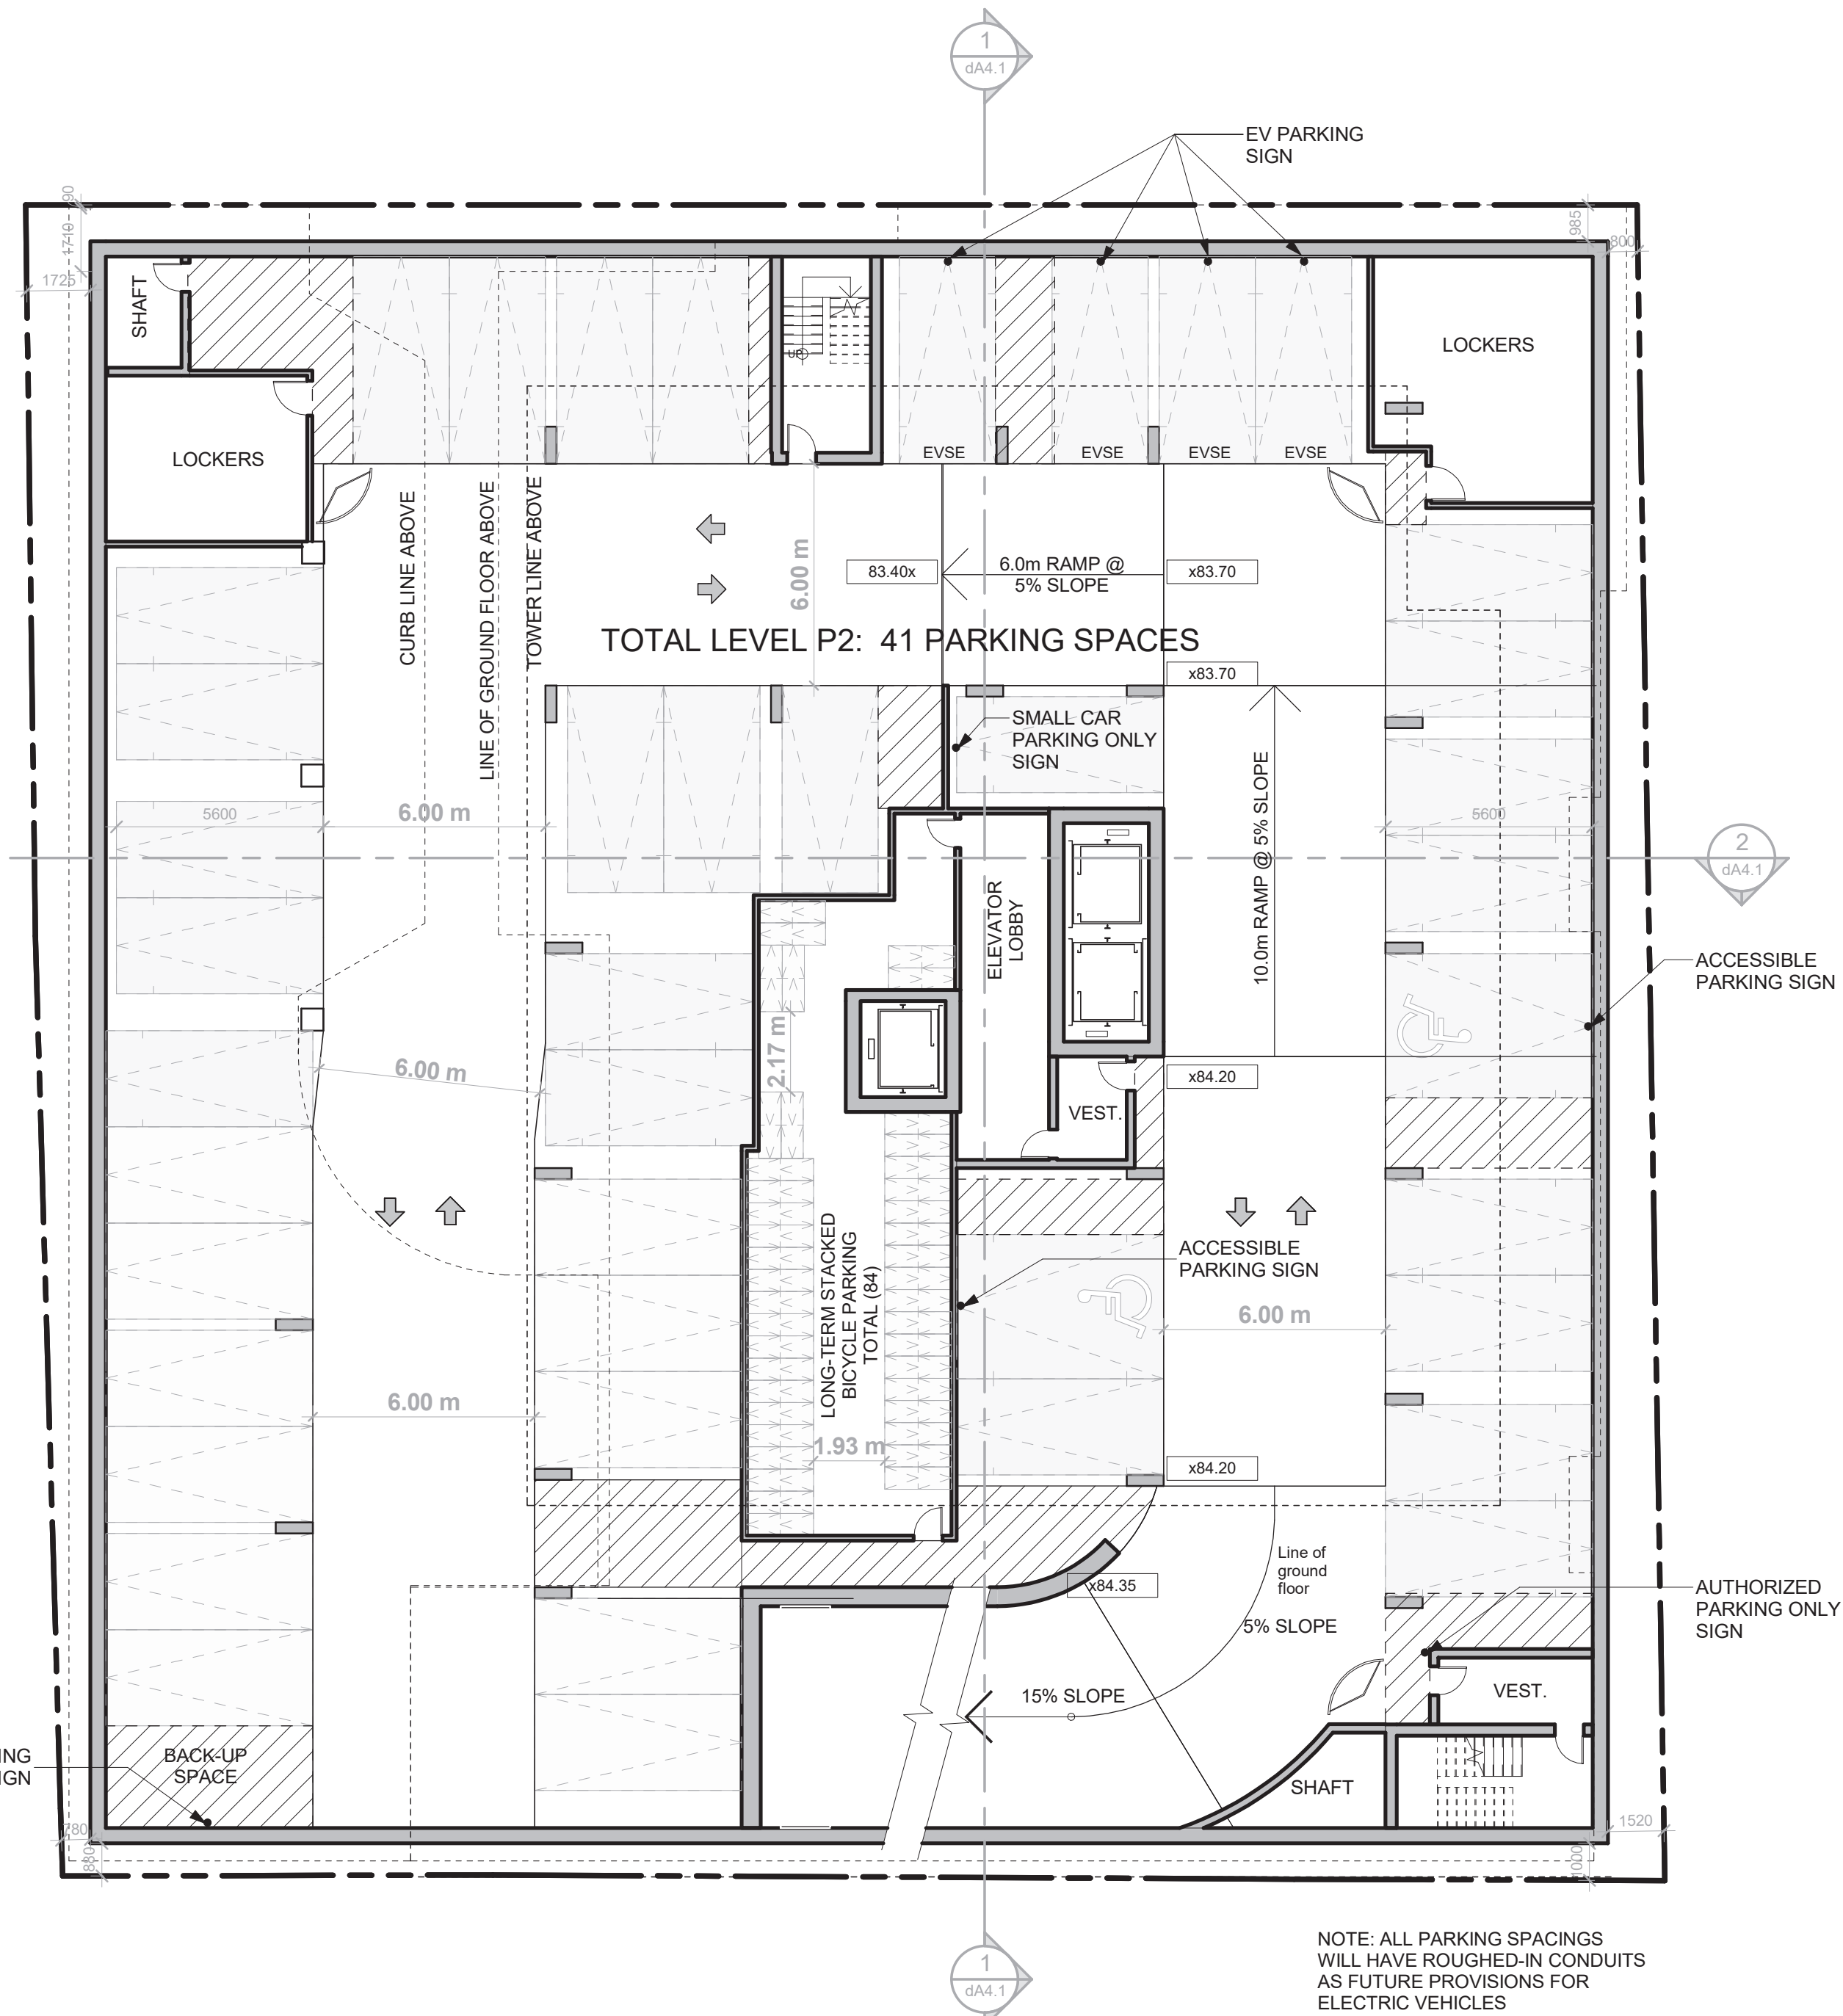 1
dA4.1
EV PARKING
SIGN
90
1710
1725
985
800
SHAFT
UP
LOCKERS
LOCKERS
EVSE
EVSE
EVSE
EVSE
CURB LINE ABOVE
LINE OF GROUND FLOOR ABOVE
TOWER LINE ABOVE
6.00 m
83.40x
6.0m RAMP @
5% SLOPE
x83.70
TOTAL LEVEL P2: 41 PARKING SPACES
x83.70
SMALL CAR
PARKING ONLY
SIGN
10.0m RAMP @ 5% SLOPE
5600
6.00 m
5600
2
dA4.1
ELEVATOR
LOBBY
ACCESSIBLE
PARKING SIGN
2.17 m
6.00 m
x84.20
VEST.
LONG-TERM STACKED
BICYCLE PARKING
TOTAL (84)
ACCESSIBLE
PARKING SIGN
6.00 m
6.00 m
1.93 m
x84.20
Line of
ground
floor
x84.35
5% SLOPE
AUTHORIZED
PARKING ONLY
SIGN
15% SLOPE
VEST.
BACK-UP
SPACE
SHAFT
780
880
1520
1000
1
dA4.1
NOTE: ALL PARKING SPACINGS
WILL HAVE ROUGHED-IN CONDUITS
AS FUTURE PROVISIONS FOR
ELECTRIC VEHICLES